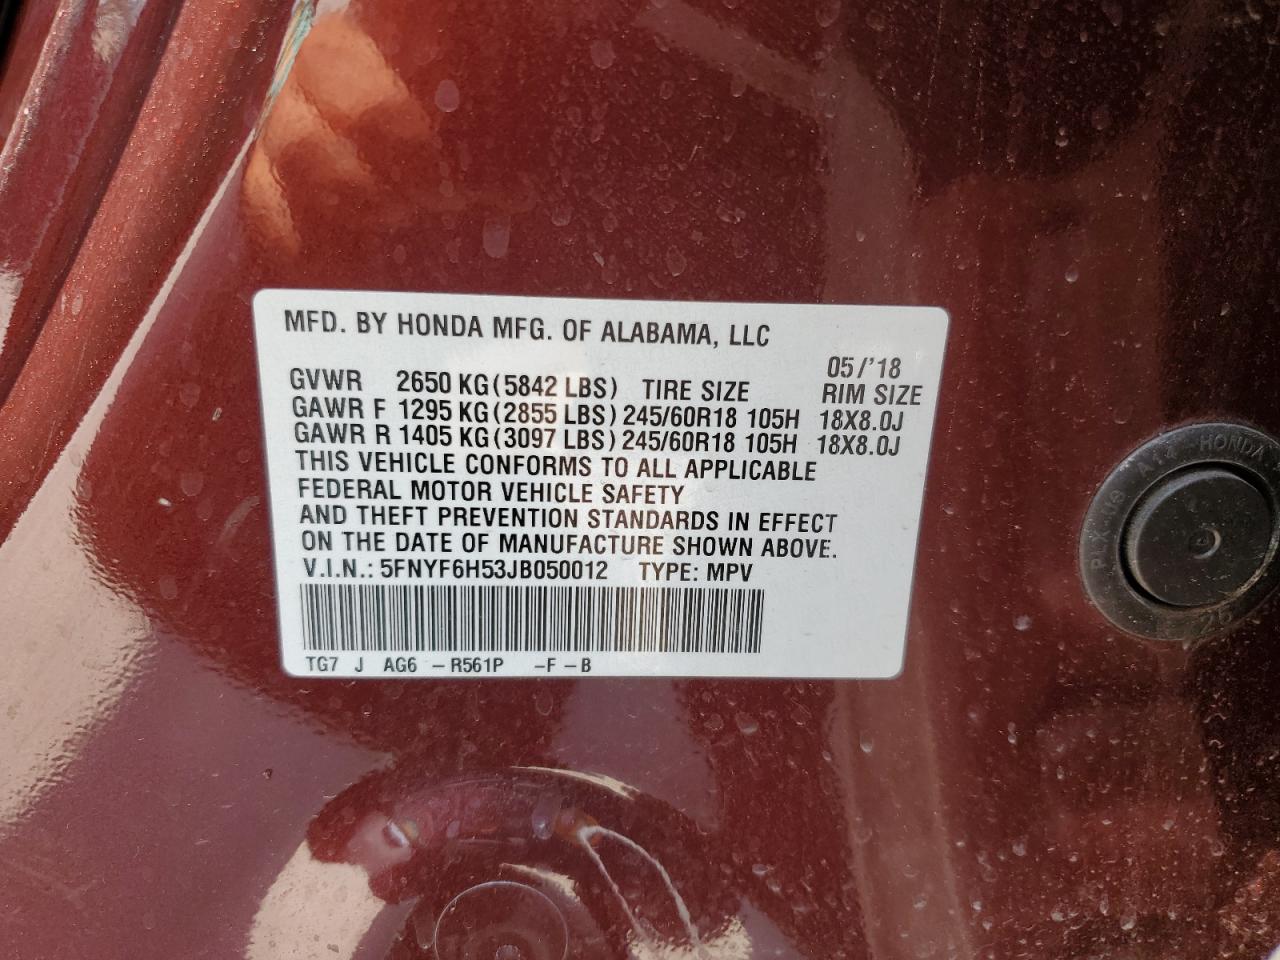 MFD. BY HONDA MFG. OF ALABAMA, LLC
05/'18
GVWR 2650 KG(5842 LBS) TIRE SIZE RIM SIZE
GAWR F 1295 KG(2855 LBS) 245/60R18 105H 18X8.0J
GAWR R 1405 KG(3097 LBS) 245/60R18 105H 18X8.0J
THIS VEHICLE CONFORMS TO ALL APPLICABLE
FEDERAL MOTOR VEHICLE SAFETY
AND THEFT PREVENTION STANDARDS IN EFFECT
ON THE DATE OF MANUFACTURE SHOWN ABOVE.
V.I.N.: 5FNYF6H53JB050012 TYPE: MPV
TG7 J AG6 -R561P -F -B
HONDA
25